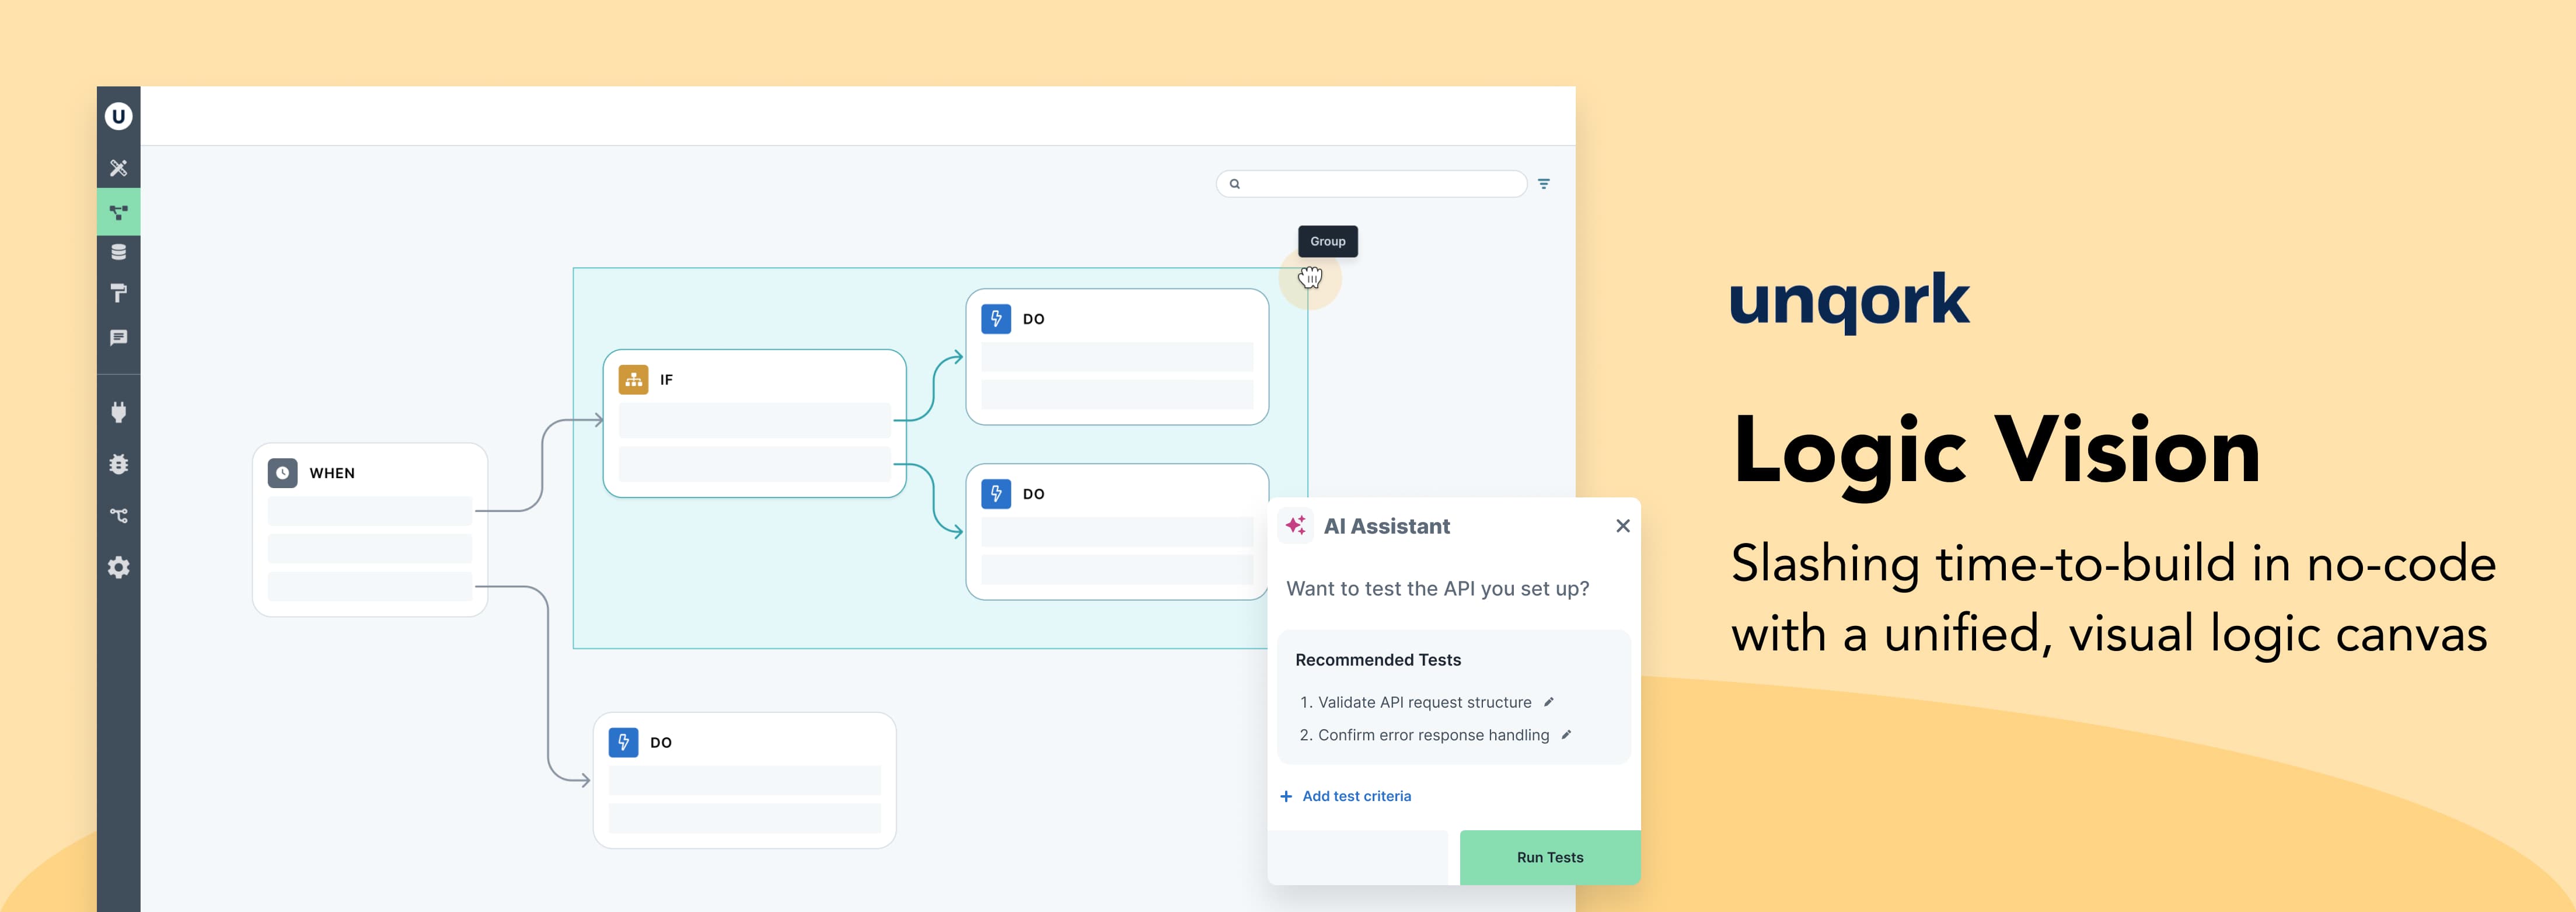 U
Group
DO
IF
WHEN
DO
DO
AI Assistant
Want to test the API you set up?
Recommended Tests
1. Validate API request structure
2. Confirm error response handling
+ Add test criteria
Run Tests
unqork
Logic Vision
Slashing time-to-build in no-code
with a unified, visual logic canvas